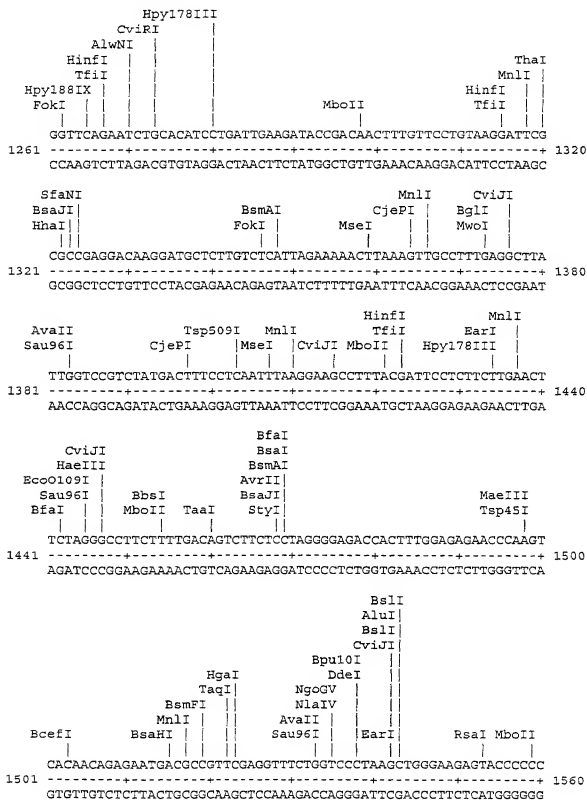 Hpy178III
CviRI
AlwNI
HinfI
TfiI ThaI
Hpy188IX HinfI MnlI
FokI MboII TfiI
GGTTCAGAATCTGCACATCCTGATTGAAGATACCGACAACTTTGTTCCTGTAAGGATTCG
1261 ---------+---------+---------+---------+---------+---------+ 1320
CCAAGTCTTAGACGTGTAGGACTAACTTCTATGGCTGTTGAAACAAGGACATTCCTAAGC
SfaNI MnlI CviJI
BsaJI BsmAI CjePI BglI
HhaI FokI MseI MwoI
CGCCGAGGACAAGGATGCTCTTGTCTCATTAGAAAAACTTAAAGTTGCCTTTGAGGCTTA
1321 ---------+---------+---------+---------+---------+---------+ 1380
GCGGCTCCTGTTCCTACGAGAACAGAGTAATCTTTTTGAATTTCAACGGAAACTCCGAAT
HinfI MnlI
AvaII Tsp509I MnlI TfiI EarI
Sau96I CjePI MseI CviJI MboII Hpy178III
TTGGTCCGTCTATGACTTTCCTCAATTTAAGGAAGCCTTTACGATTCCTCTTCTTGAACT
1381 ---------+---------+---------+---------+---------+---------+ 1440
AACCAGGCAGATACTGAAAGGAGTTAAATTCCTTCGGAAATGCTAAGGAGAAGAACTTGA
BfaI
CviJI BsaI
HaeIII BsmAI
EcoO109I AvrII
Sau96I BbsI BsaJI MaeIII
BfaI MboII TaaI StyI Tsp45I
TCTAGGGCCTTCTTTTGACAGTCTTCTCCTAGGGGAGACCACTTTGGAGAGAACCCAAGT
1441 ---------+---------+---------+---------+---------+---------+ 1500
AGATCCCGGAAGAAAACTGTCAGAAGAGGATCCCCTCTGGTGAAACCTCTCTTGGGTTCA
BslI
AluI
BslI
CviJI
Bpu10I
HgaI DdeI
TaqI NgoGV
BsmFI NlaIV
MnlI AvaII
BcefI BsaHI Sau96I EarI RsaI MboII
CACAACAGAGAATGACGCCGTTCGAGGTTTCTGGTCCCTAAGCTGGGAAGAGTACCCCCC
1501 ---------+---------+---------+---------+---------+---------+ 1560
GTGTTGTCTCTTACTGCGGCAAGCTCCAAAGACCAGGGATTCGACCCTTCTCATGGGGGG